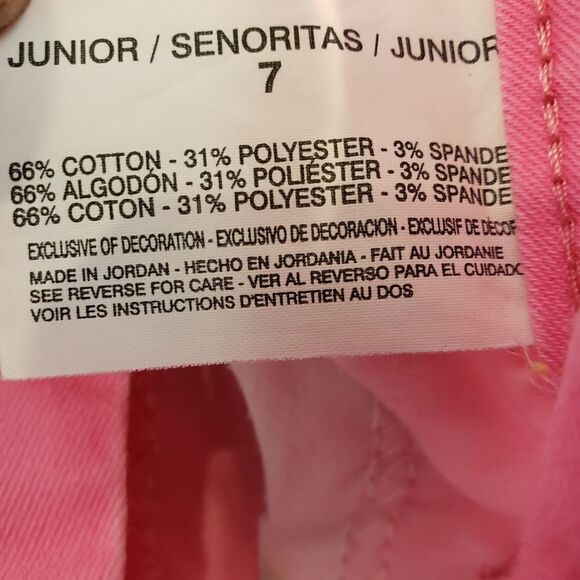 JUNIOR / SENORITAS / JUNIOR
7
66% COTTON - 31% POLYESTER - 3% SPANDE
66% ALGODÓN - 31% POLIÉSTER - 3% SPANDE
66% COTON - 31% POLYESTER - 3% SPANDE
EXCLUSIVE OF DECORATION - EXCLUSIVO DE DECORACION - EXCLUSIF DE DÉCOR
MADE IN JORDAN - HECHO EN JORDANIA - FAIT AU JORDANIE
SEE REVERSE FOR CARE - VER AL REVERSO PARA EL CUIDADO
VOIR LES INSTRUCTIONS D'ENTRETIEN AU DOS